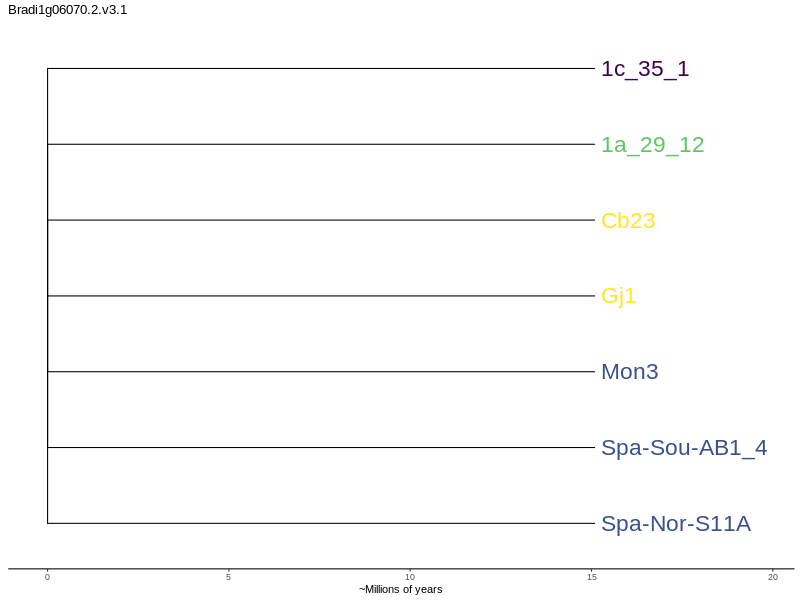 Bradi1g06070.2.v3.1
1c_35_1
1a_29_12
Cb23
Gj1
Mon3
Spa-Sou-AB1_4
Spa-Nor-S11A
0 5 10 15 20
~Millions of years